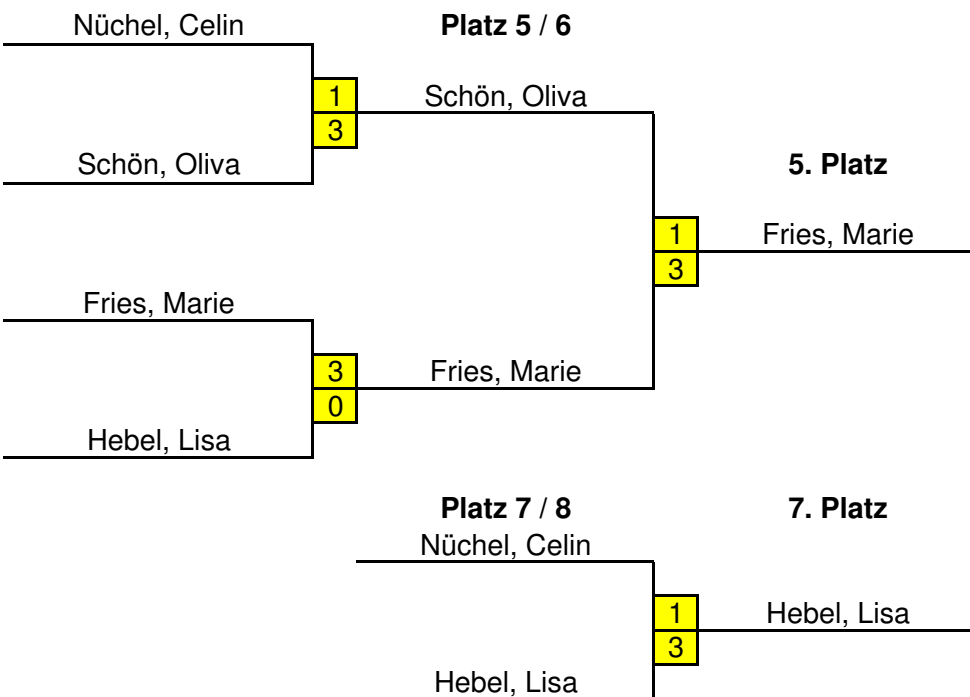 Nüchel, Celin Platz 5 / 6
1 Schön, Oliva
3
Schön, Oliva 5. Platz
1 Fries, Marie
3
Fries, Marie
3 Fries, Marie
0
Hebel, Lisa
Platz 7 / 8 7. Platz
Nüchel, Celin
1 Hebel, Lisa
3
Hebel, Lisa